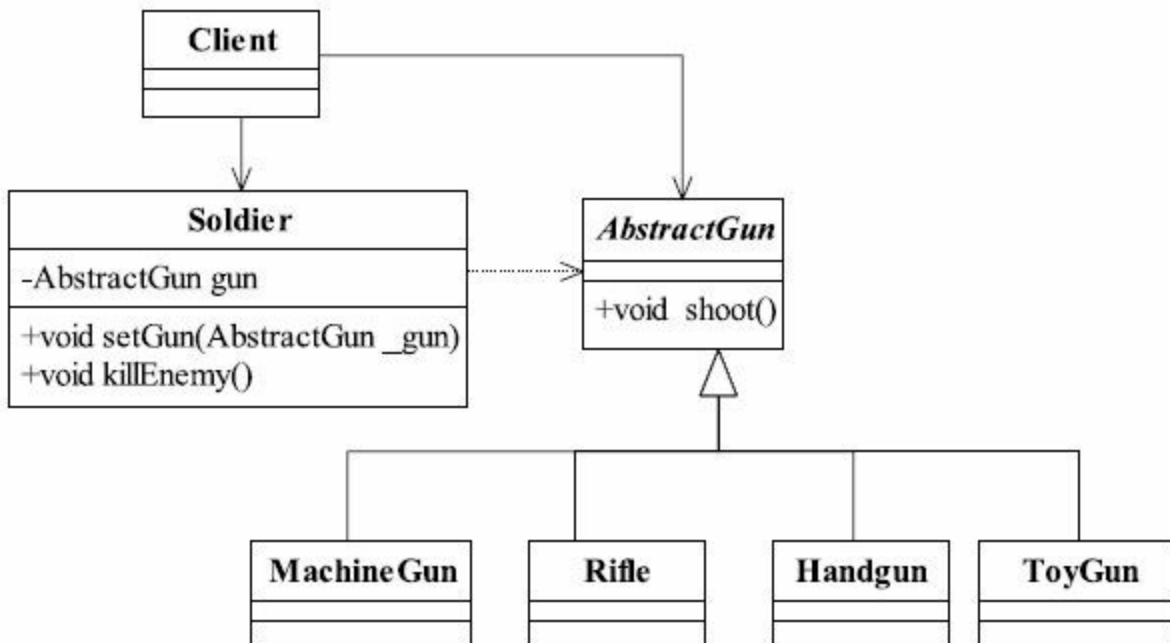 Client
Soldier
-AbstractGun gun
+void setGun(AbstractGun _gun)
+void killEnemy()
AbstractGun
+void shoot()
MachineGun
Rifle
Handgun
ToyGun